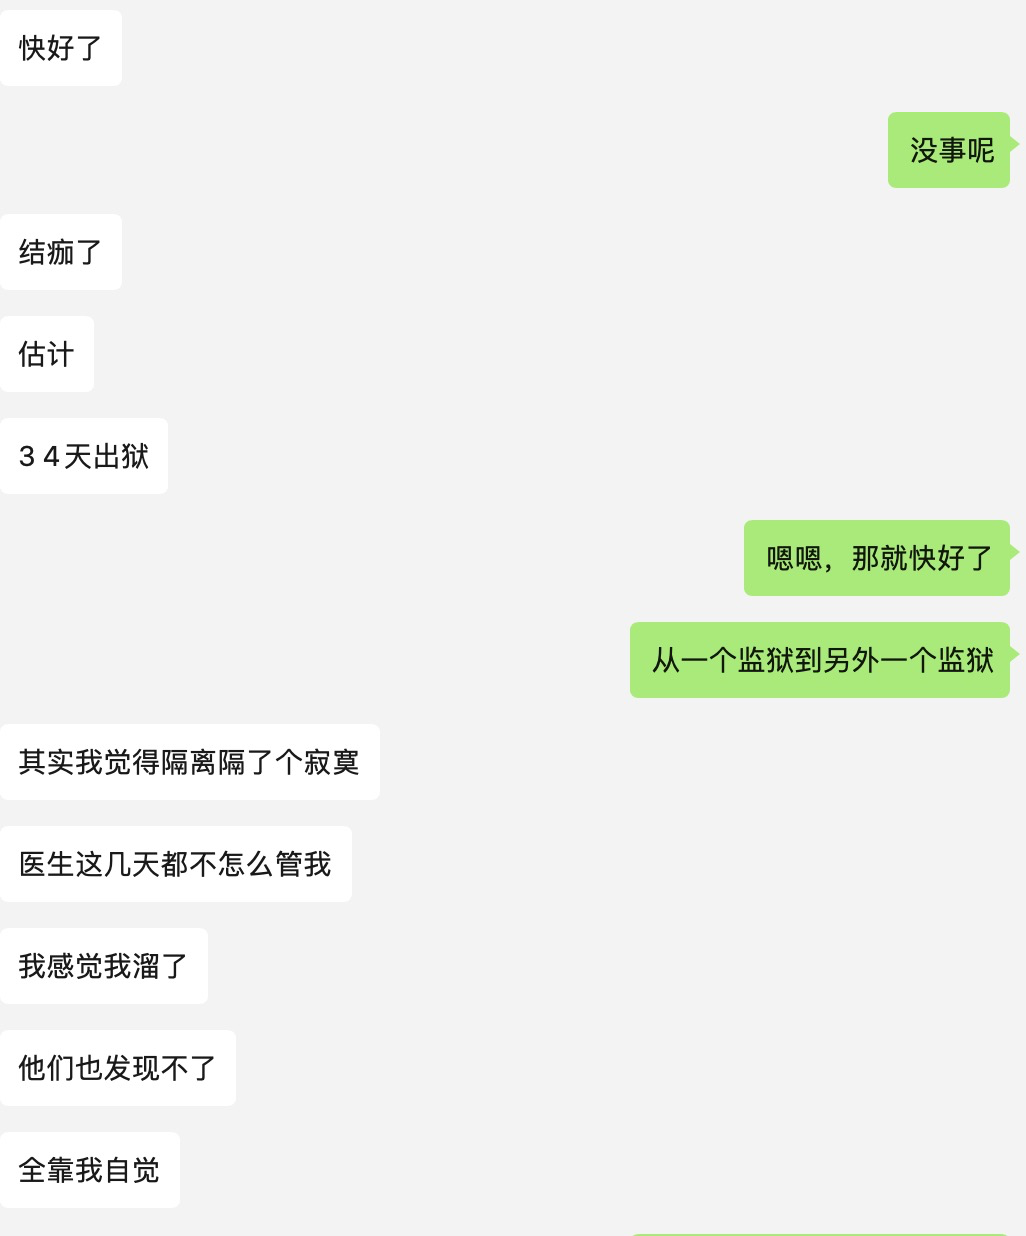 快好了
没事呢
结痂了
估计
3 4天出狱
嗯嗯，那就快好了
从一个监狱到另外一个监狱
其实我觉得隔离隔了个寂寞
医生这几天都不怎么管我
我感觉我溜了
他们也发现不了
全靠我自觉